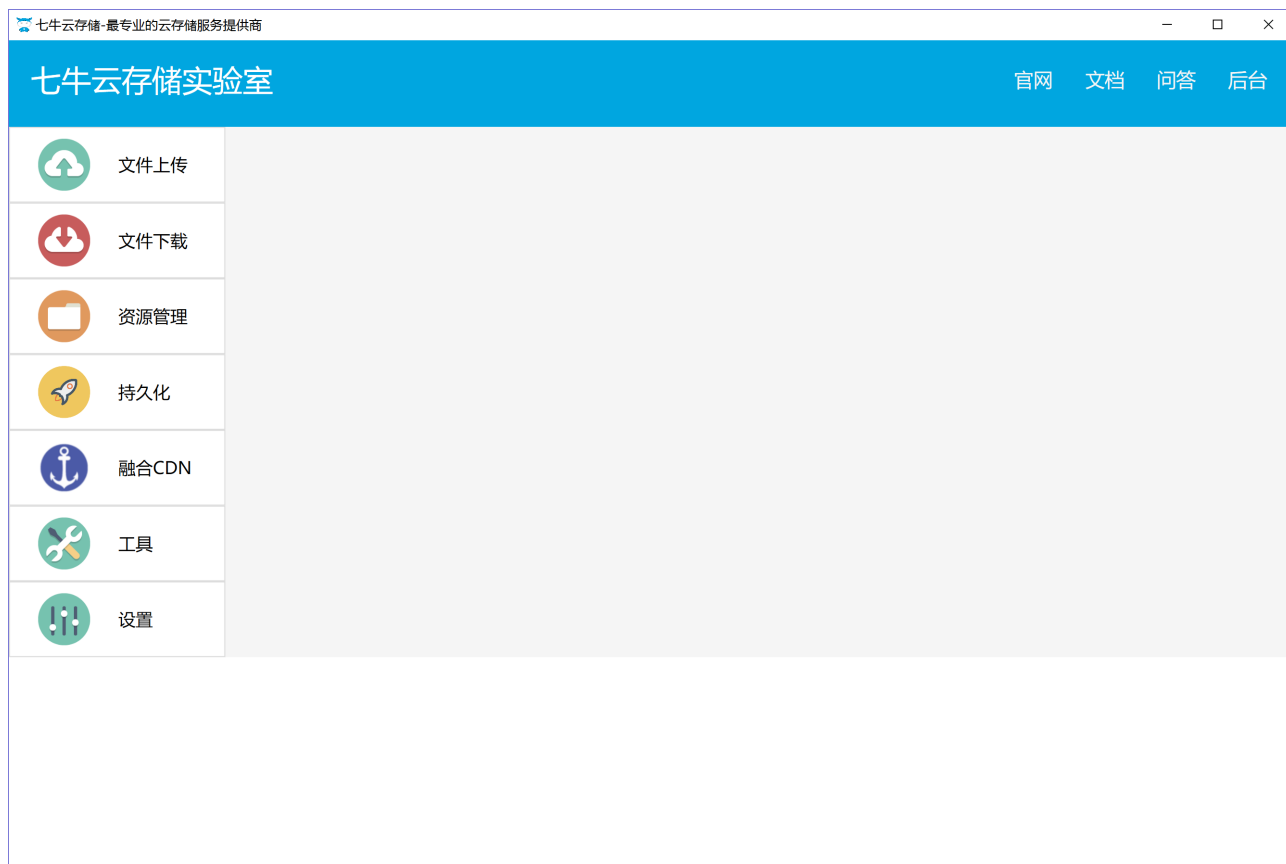 七牛云存储-最专业的云存储服务提供商
七牛云存储实验室
官网 文档 问答 后台
文件上传
文件下载
资源管理
持久化
融合CDN
工具
设置